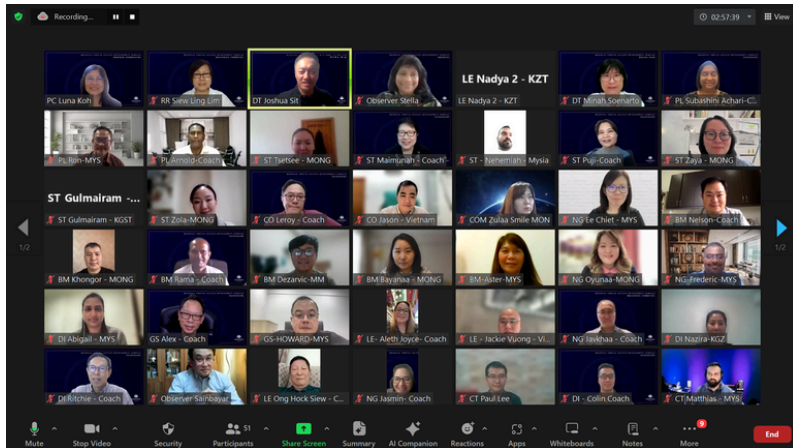 Recording...
02:57:39
View
PC Luna Koh
RR Siew Ling Lim
DT Joshua Sit
Observer Stella
LE Nadya 2 - KZT
LE Nadya 2 - KZT
DT Minah Soenarto
PL Subashini Achari-C...
PL Ron-MYS
PL Arnold-Coach
ST Tsetsee - MONG
ST Maimunah - Coach
ST - Nehemiah - Mysia
ST Puji-Coach
ST Zaya - MONG
ST Gulmairam -...
ST Gulmairam - KGST
ST Zola-MONG
CO Leroy - Coach
CO Jason - Vietnam
COM Zulaa Smile MON
NG Ee Chiet - MYS
BM Nelson-Coach
1/2
1/2
BM Khongor - MONG
BM Rama - Coach
BM Dezarvic-MM
BM Bayanaa - MONG
BM-Aster-MYS
NG Oyunaa-MONG
NG-Frederic-MYS
DI Abigail - MYS
GS Alex - Coach
GS-HOWARD-MYS
LE- Aleth Joyce- Coach
LE - Jackie Vuong - Vi...
NG Javkhaa - Coach
DI Nazira-KGZ
DI Ritchie - Coach
Observer Sainbayar
LE Ong Hock Siew - C...
NG Jasmin- Coach
CT Paul Lee
DI - Colin Coach
CT Matthias - MYS
Mute
Stop Video
Security
Participants
51
Share Screen
Summary
AI Companion
Reactions
Apps
Whiteboards
Notes
More
9
End